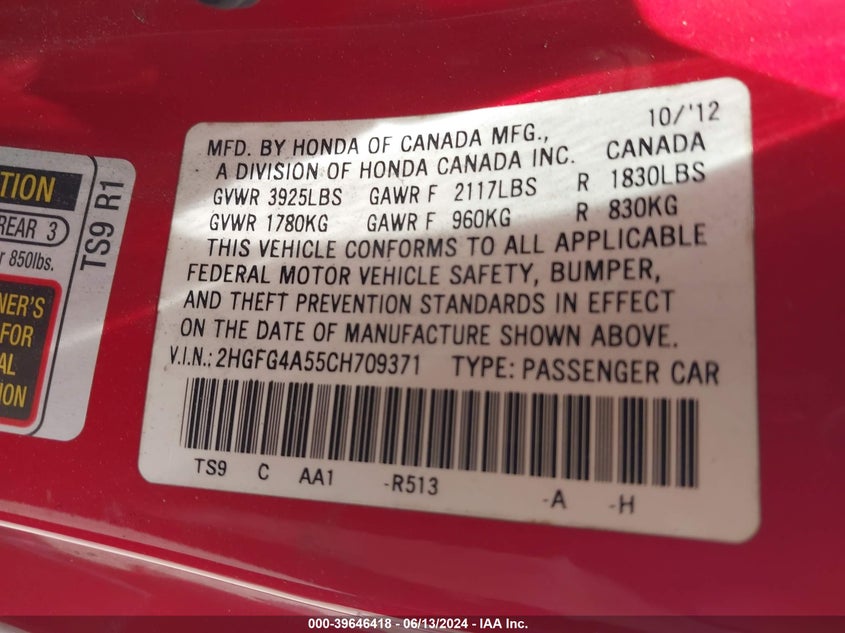 TION
REAR 3
850lbs.
NER'S
FOR
AL
ION
TS9 R1
10/'12
MFD. BY HONDA OF CANADA MFG.,
A DIVISION OF HONDA CANADA INC. CANADA
GVWR 3925LBS GAWR F 2117LBS R 1830LBS
GVWR 1780KG GAWR F 960KG R 830KG
THIS VEHICLE CONFORMS TO ALL APPLICABLE
FEDERAL MOTOR VEHICLE SAFETY, BUMPER,
AND THEFT PREVENTION STANDARDS IN EFFECT
ON THE DATE OF MANUFACTURE SHOWN ABOVE.
V.I.N.: 2HGFG4A55CH709371 TYPE: PASSENGER CAR
TS9 C AA1 -R513 -A -H
000-39646418 - 06/13/2024 - IAA Inc.